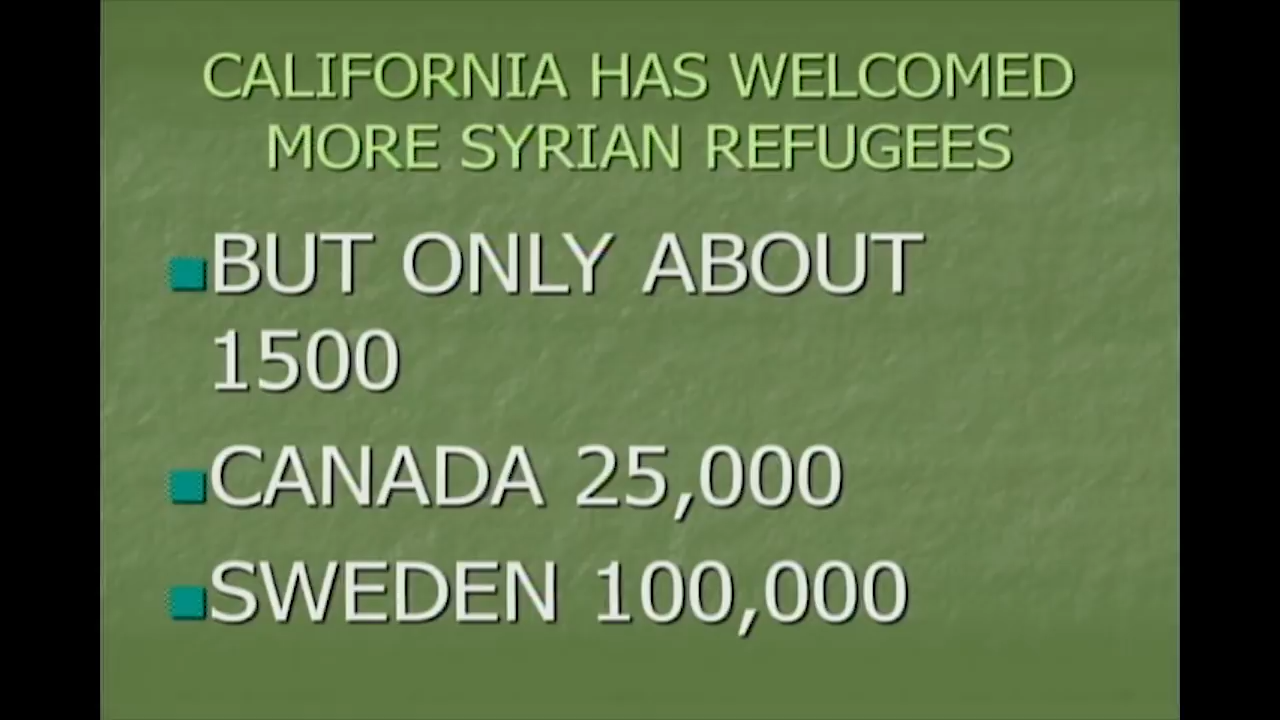 CALIFORNIA HAS WELCOMED
MORE SYRIAN REFUGEES
BUT ONLY ABOUT
1500
CANADA 25,000
SWEDEN 100,000